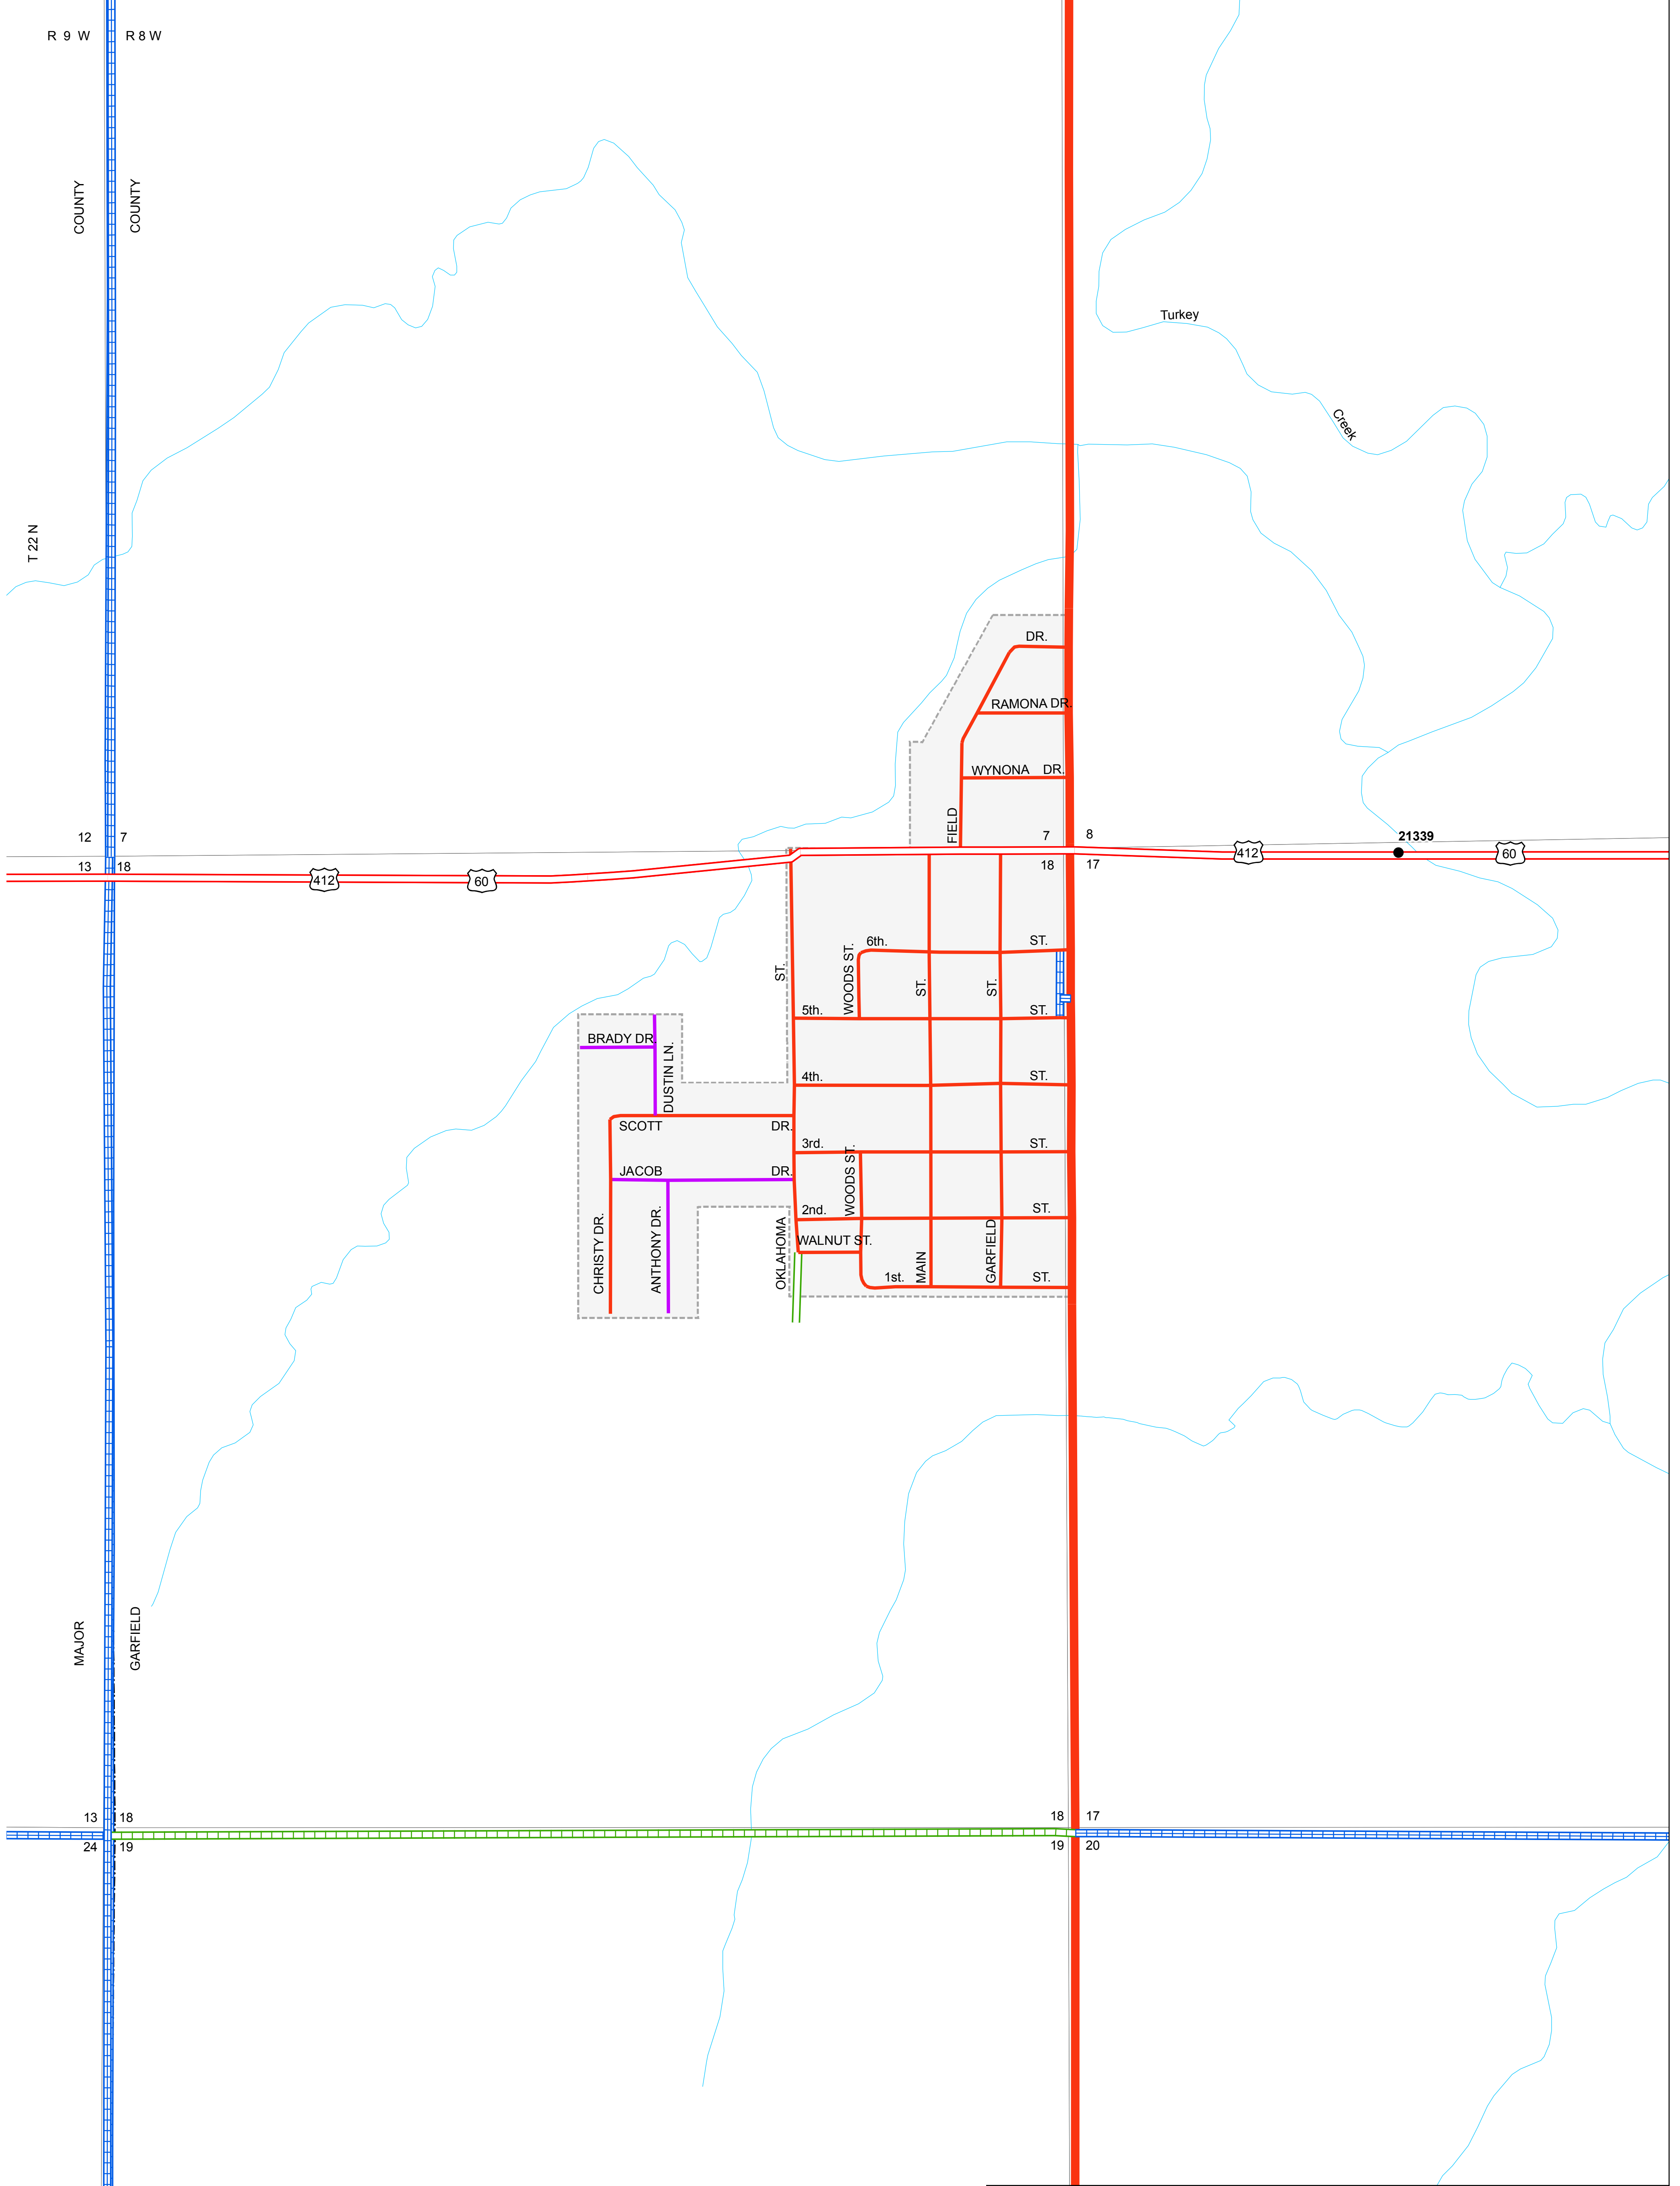 R 9 W
R 8 W
COUNTY
COUNTY
Turkey
Creek
T 22 N
DR.
RAMONA DR.
WYNONA DR.
FIELD
12
7
7
8
21339
13
18
18
17
412
60
412
60
6th.
ST.
WOODS ST.
ST.
ST.
ST.
5th.
ST.
BRADY DR.
DUSTIN LN.
4th.
ST.
SCOTT
DR.
3rd.
ST.
JACOB
DR.
WOODS ST.
2nd.
ST.
CHRISTY DR.
ANTHONY DR.
OKLAHOMA
WALNUT ST.
MAIN
GARFIELD
1st.
ST.
MAJOR
GARFIELD
13
18
18
17
24
19
19
20